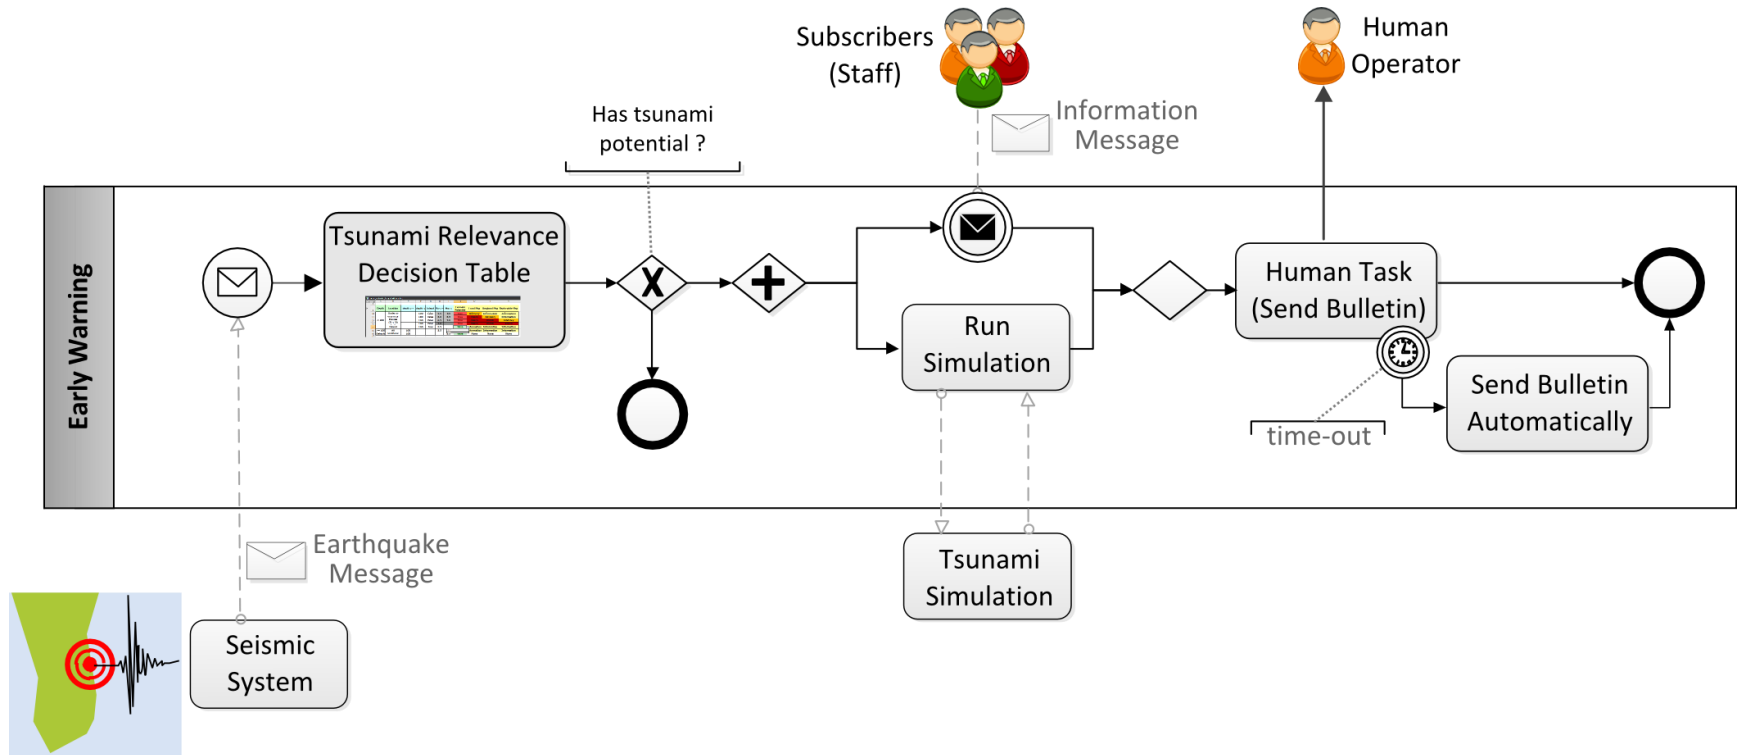 Subscribers
(Staff)
Human
Operator
Has tsunami
potential ?
Information
Message
Early Warning
Tsunami Relevance
Decision Table
X
Run
Simulation
Human Task
(Send Bulletin)
Send Bulletin
Automatically
time-out
Earthquake
Message
Tsunami
Simulation
Seismic
System